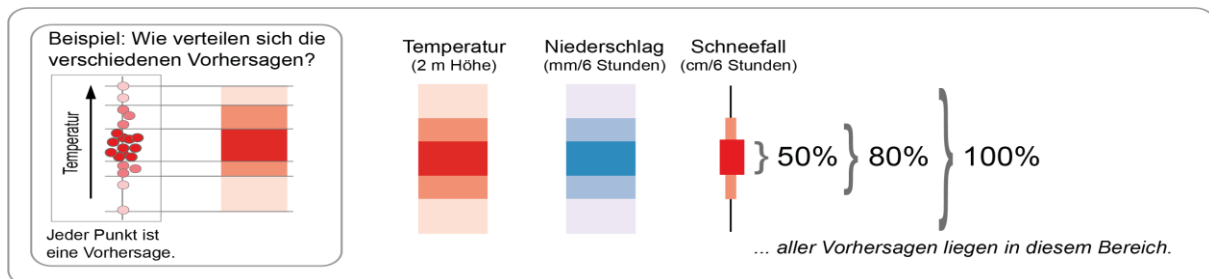 Beispiel: Wie verteilen sich die
verschiedenen Vorhersagen?
Temperatur
Jeder Punkt ist
eine Vorhersage.
Temperatur
(2 m Höhe)
Niederschlag
(mm/6 Stunden)
Schneefall
(cm/6 Stunden)
50%
80%
100%
... aller Vorhersagen liegen in diesem Bereich.